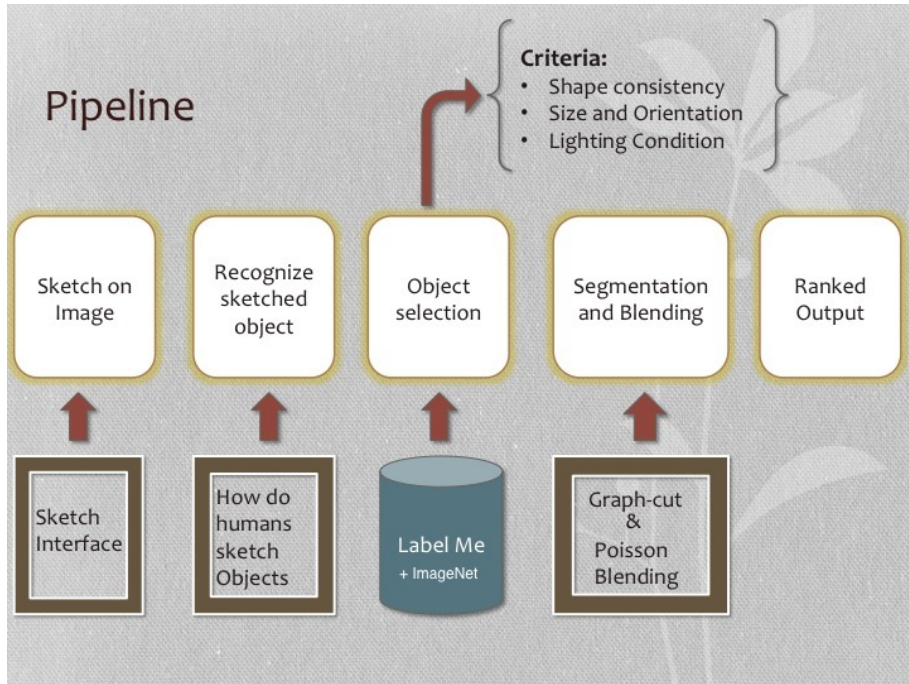 Pipeline
Criteria:
• Shape consistency
• Size and Orientation
• Lighting Condition
Sketch on
Image
Recognize
sketched
object
Object
selection
Segmentation
and Blending
Ranked
Output
Sketch
Interface
How do
humans
sketch
Objects
Label Me
+ ImageNet
Graph-cut
&
Poisson
Blending